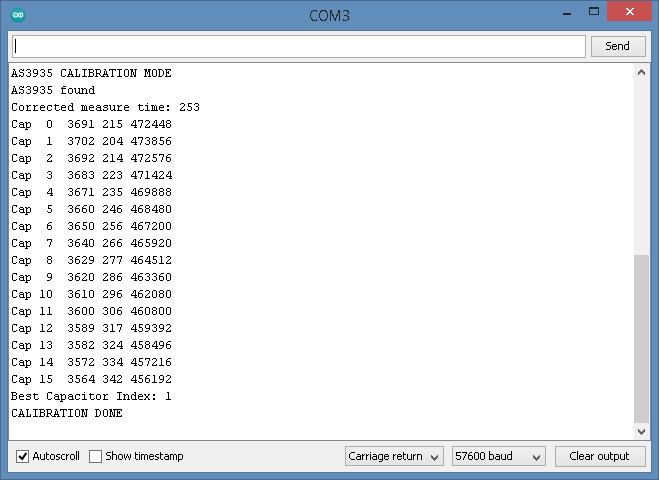 COM3
Send
AS3935 CALIBRATION MODE
AS3935 found
Corrected measure time: 253
Cap  0  3691 215 472448
Cap  1  3702 204 473856
Cap  2  3692 214 472576
Cap  3  3683 223 471424
Cap  4  3671 235 469888
Cap  5  3660 246 468480
Cap  6  3650 256 467200
Cap  7  3640 266 465920
Cap  8  3629 277 464512
Cap  9  3620 286 463360
Cap 10  3610 296 462080
Cap 11  3600 306 460800
Cap 12  3589 317 459392
Cap 13  3582 324 458496
Cap 14  3572 334 457216
Cap 15  3564 342 456192
Best Capacitor Index: 1
CALIBRATION DONE
Autoscroll Show timestamp Carriage return 57600 baud Clear output